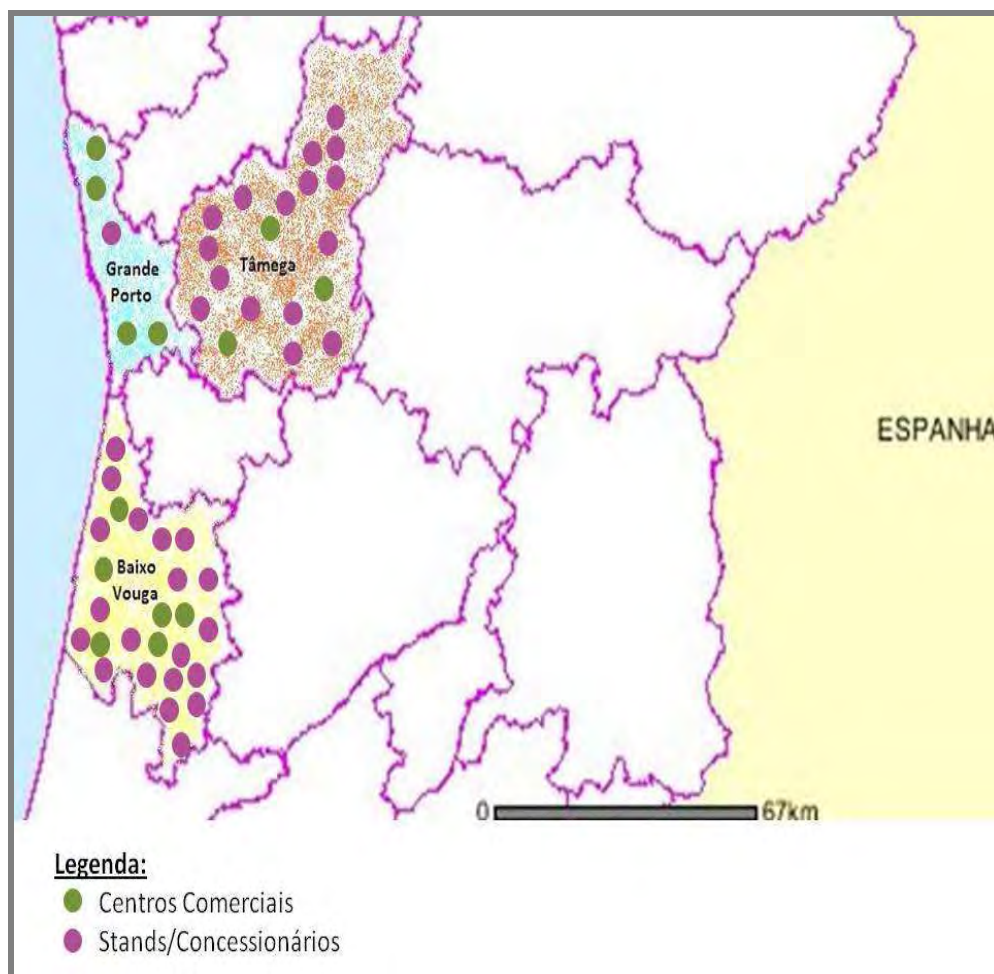 Grande
Porto
Tâmega
ESPANHA
Baixo
Vouga
0 67km
Legenda:
Centros Comerciais
Stands/Concessionários